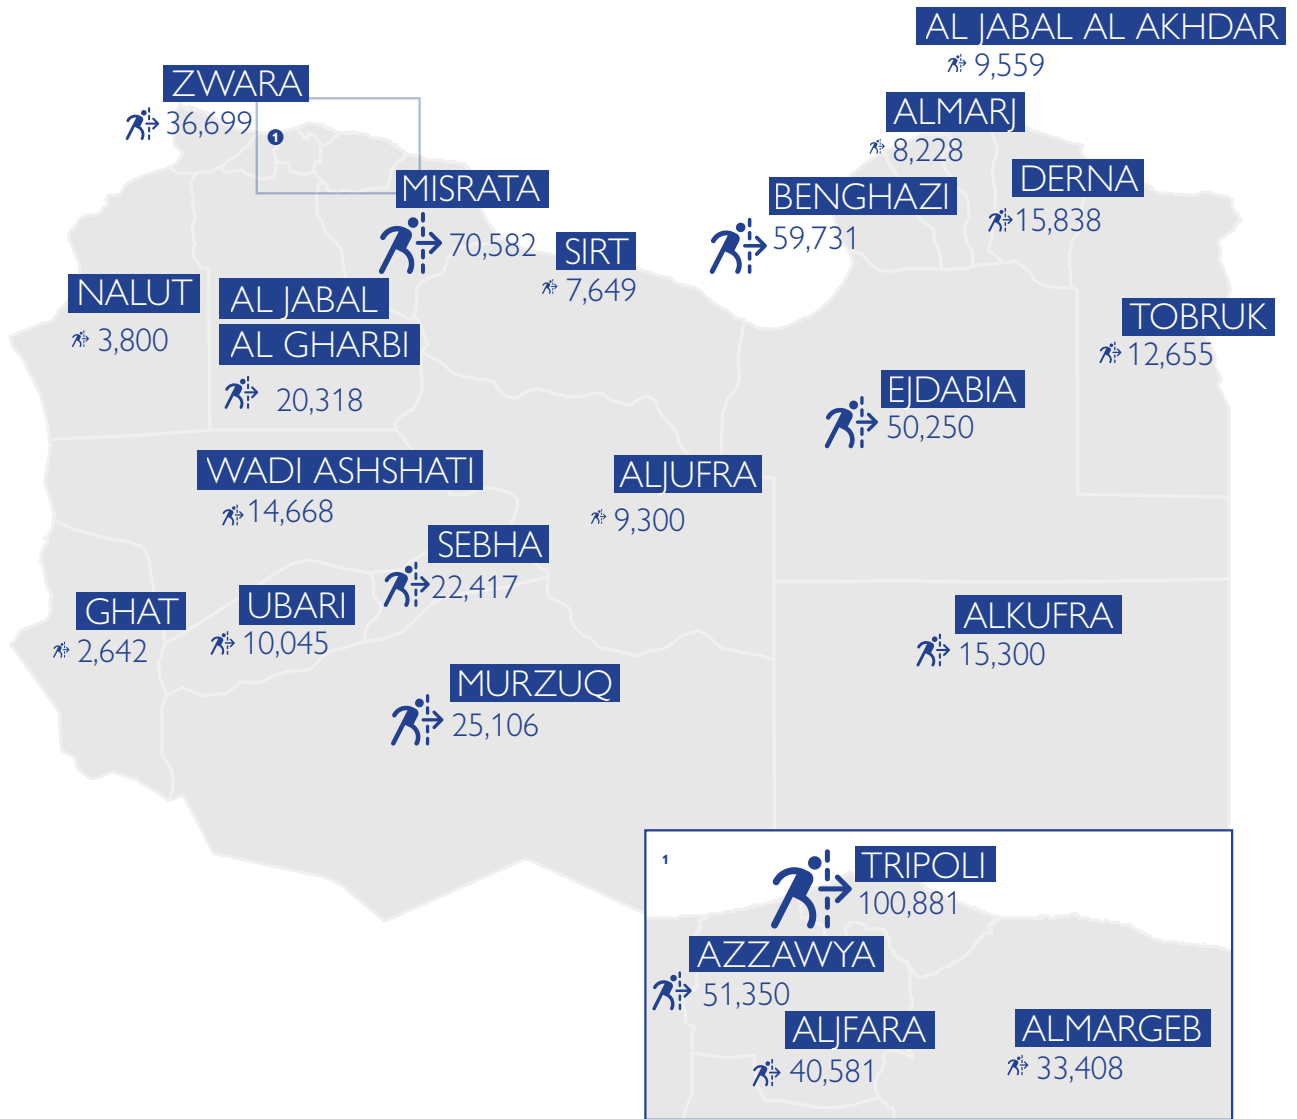 AL JABAL AL AKHDAR
9,559
ZWARA
36,699
1
ALMARJ
8,228
DERNA
15,838
MISRATA
70,582
BENGHAZI
59,731
SIRT
7,649
NALUT
3,800
AL JABAL
AL GHARBI
20,318
TOBRUK
12,655
EJDABIA
50,250
WADI ASHSHATI
14,668
ALJUFRA
9,300
SEBHA
22,417
GHAT
2,642
UBARI
10,045
ALKUFRA
15,300
MURZUQ
25,106
1
TRIPOLI
100,881
AZZAWYA
51,350
ALJFARA
40,581
ALMARGEB
33,408